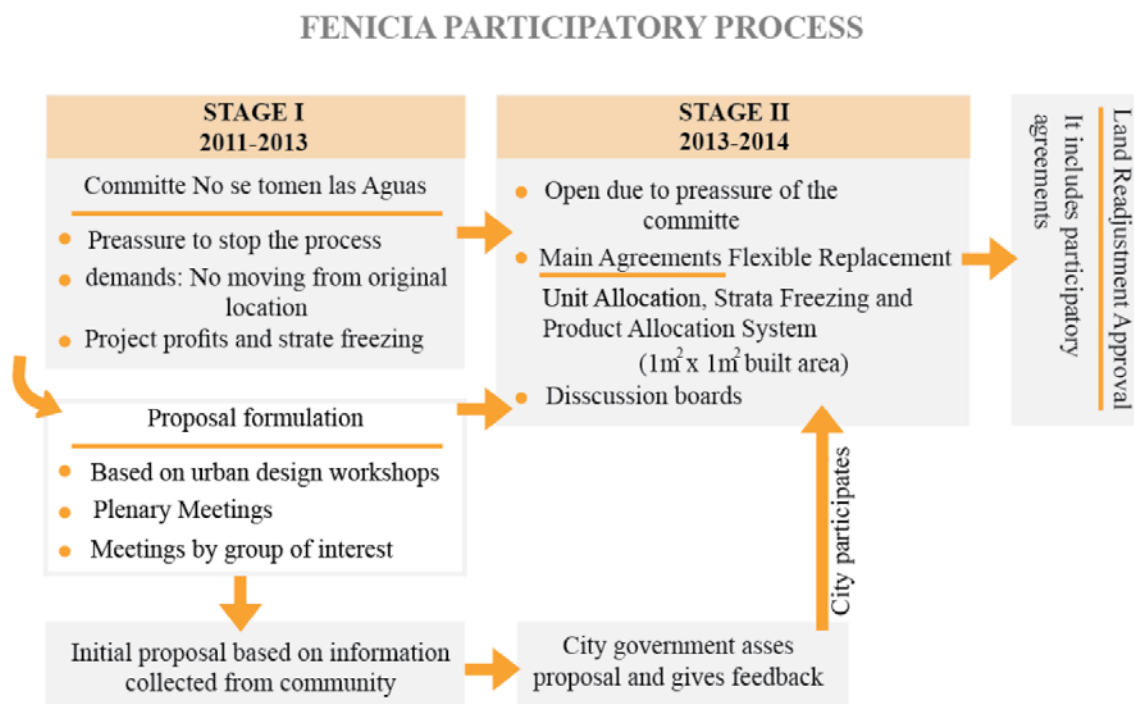 FENICIA PARTICIPATORY PROCESS
STAGE I
2011-2013
Committe No se tomen las Aguas
Preassure to stop the process
demands: No moving from original
location
Project profits and strate freezing
Proposal formulation
Based on urban design workshops
Plenary Meetings
Meetings by group of interest
Initial proposal based on information
collected from community
City government asses
proposal and gives feedback
City participates
STAGE II
2013-2014
Open due to preassure of the
committe
Main Agreements Flexible Replacement
Unit Allocation, Strata Freezing and
Product Allocation System
(1m² x 1m² built area)
Disscussion boards
Land Readjustment Approval
It includes participatory
agreements